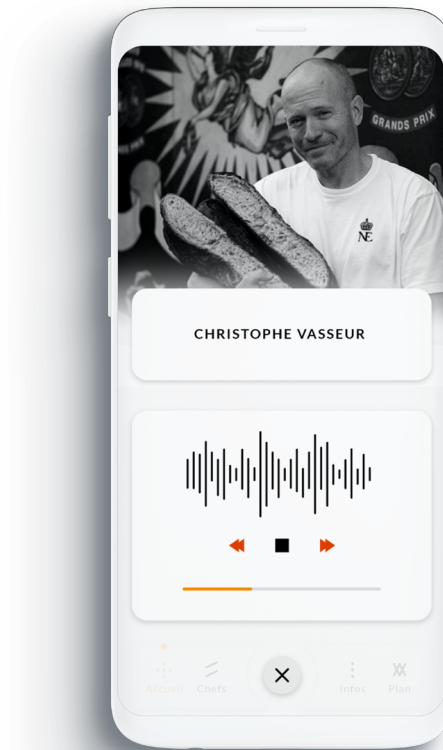 GRANDS PRIX
NE
CHRISTOPHE VASSEUR
Accueil
Chefs
Infos
Plan